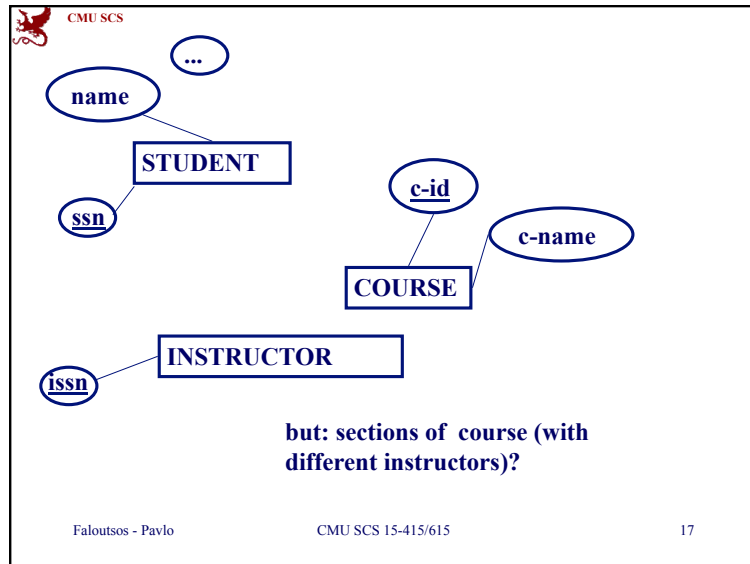 CMU SCS
...
name
STUDENT
ssn
c-id
c-name
COURSE
INSTRUCTOR
issn
but: sections of course (with
different instructors)?
Faloutsos - Pavlo
CMU SCS 15-415/615
17